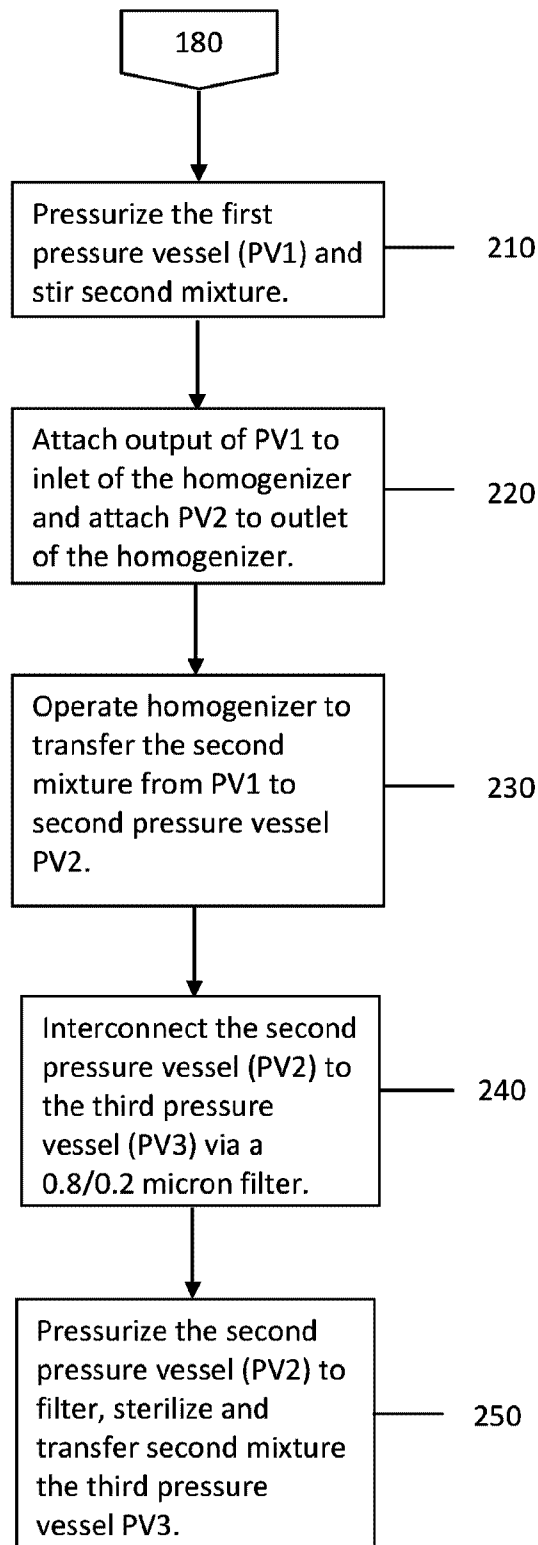 180
Pressurize the first
pressure vessel (PV1) and
stir second mixture.
210
Attach output of PV1 to
inlet of the homogenizer
and attach PV2 to outlet
of the homogenizer.
220
Operate homogenizer to
transfer the second
mixture from PV1 to
second pressure vessel
PV2.
230
Interconnect the second
pressure vessel (PV2) to
the third pressure
vessel (PV3) via a
0.8/0.2 micron filter.
240
Pressurize the second
pressure vessel (PV2) to
filter, sterilize and
transfer second mixture
the third pressure
vessel PV3.
250